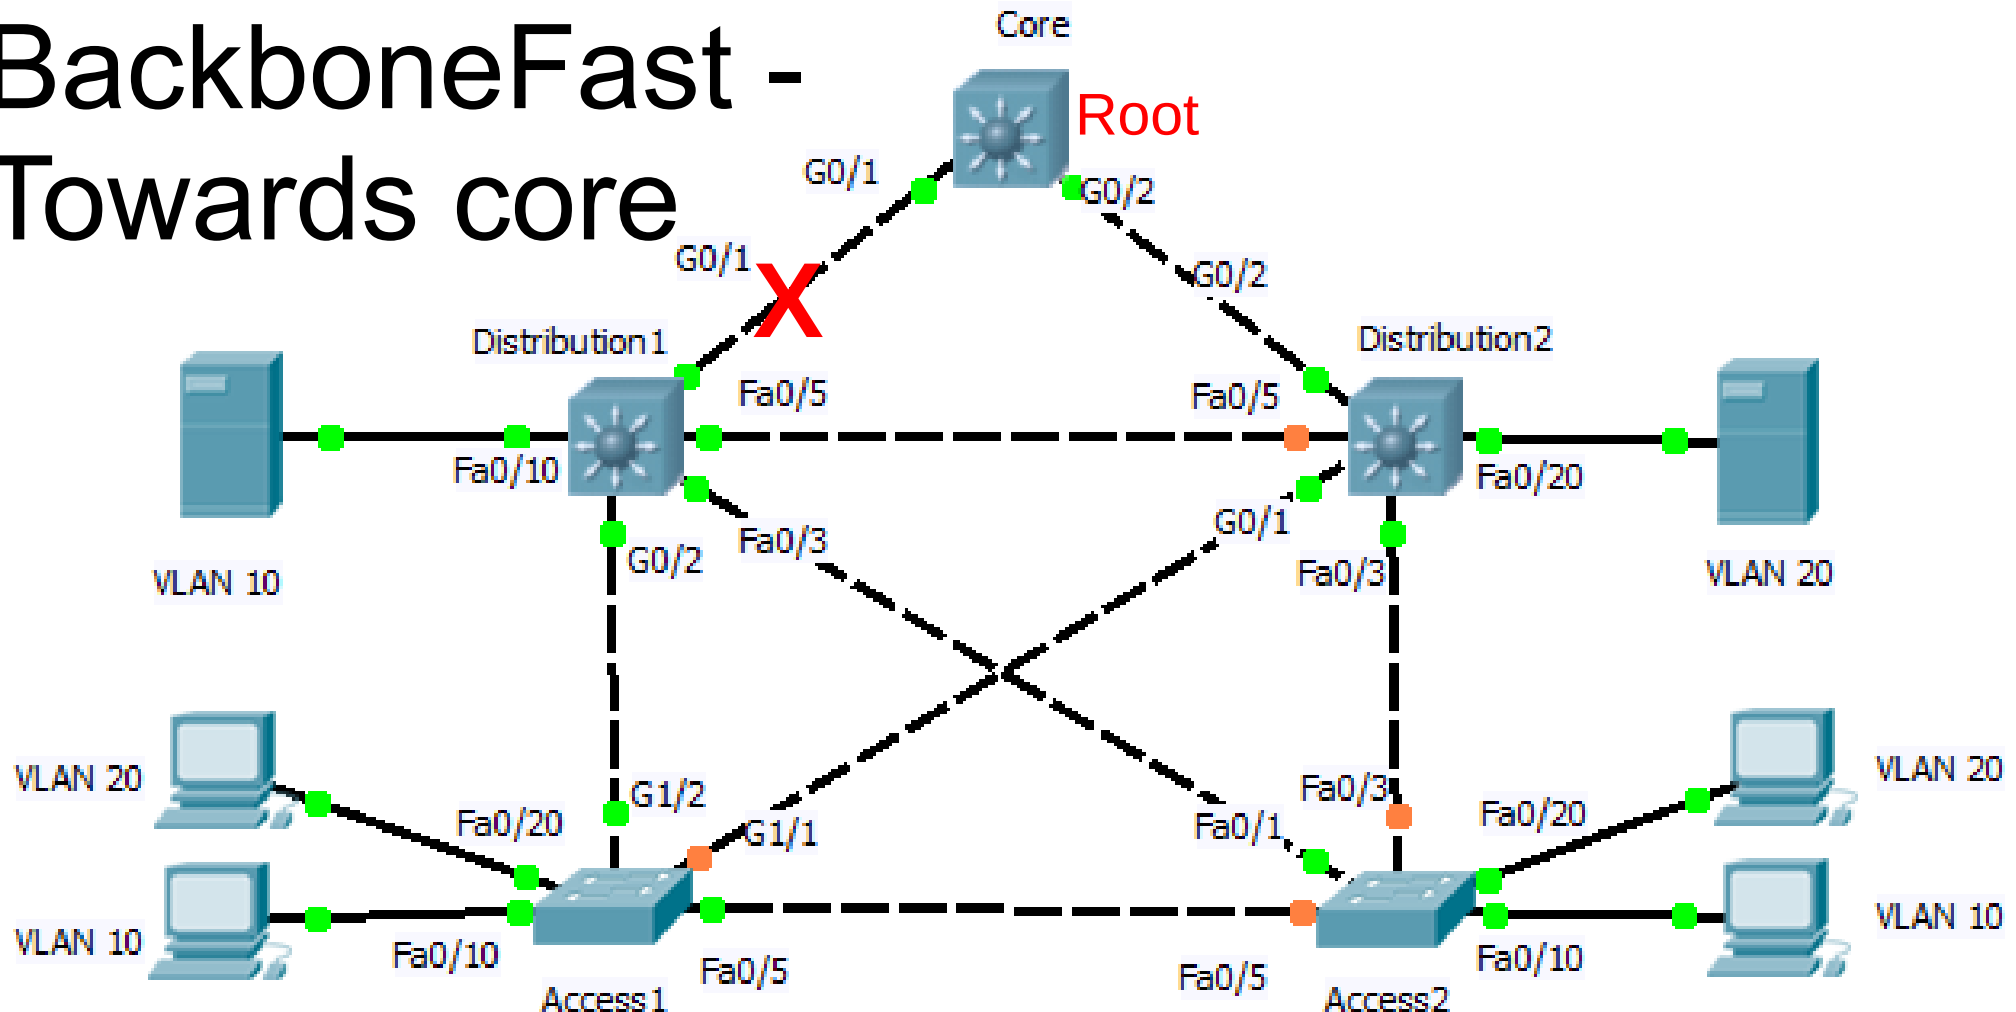 BackboneFast -
Towards core
Core
Root
G0/1
G0/2
G0/1
X
G0/2
Distribution1
Distribution2
Fa0/5
Fa0/5
Fa0/10
Fa0/20
G0/2
Fa0/3
G0/1
Fa0/3
VLAN 10
VLAN 20
VLAN 20
G1/2
Fa0/3
VLAN 20
Fa0/20
G1/1
Fa0/1
Fa0/20
VLAN 10
Fa0/10
Fa0/5
Fa0/5
Fa0/10
VLAN 10
Access1
Access2